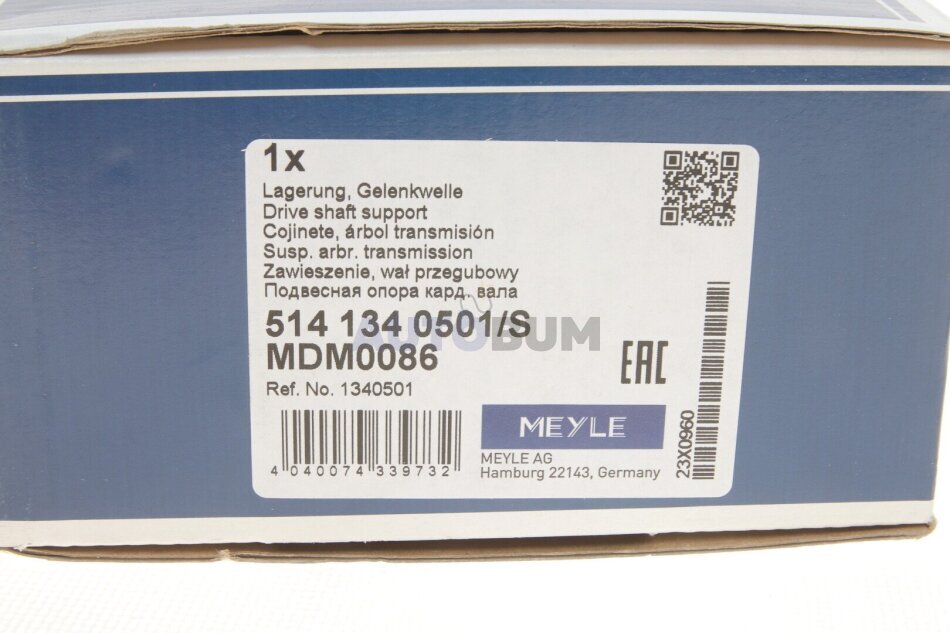 1x
Lagerung, Gelenkwelle
Drive shaft support
Cojinete, árbol transmisión
Susp. arbr. transmission
Zawieszenie, wał przegubowy
Подвесная опора кард. вала
514 134 0501/S
AUTOBUM
MDM0086
Ref. No. 1340501
EAC
MEYLE
MEYLE AG
Hamburg 22143, Germany
4 040074 339732
23X0960